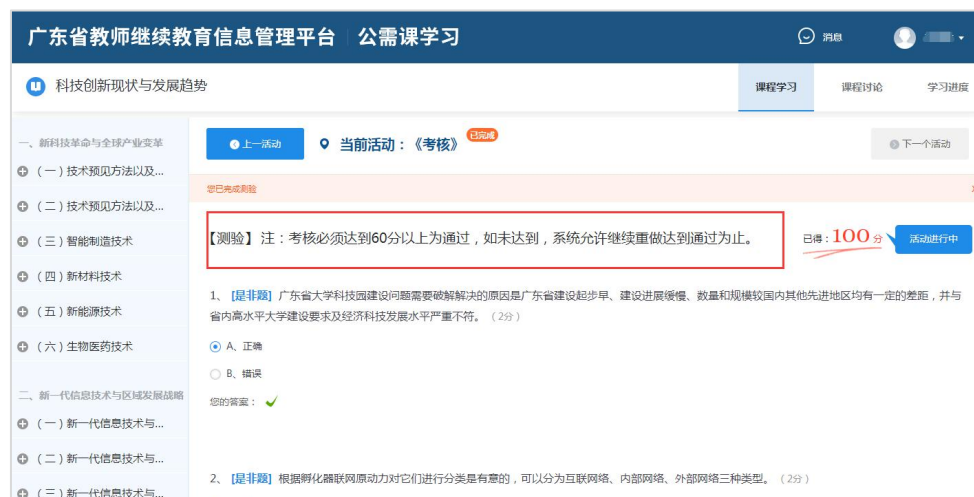 广东省教师继续教育信息管理平台 公需课学习
消息
科技创新现状与发展趋势
课程学习 课程讨论 学习进度
一、新科技革命与全球产业变革
(一)技术预见方法以及...
(二)技术预见方法以及...
(三)智能制造技术
(四)新材料技术
(五)新能源技术
(六)生物医药技术
二、新一代信息技术与区域发展战略
(一)新一代信息技术与...
(二)新一代信息技术与...
(三)新一代信息技术与...
上一活动
当前活动:《考核》 已完成
下一个活动
您已完成测验
【测验】注:考核必须达到60分以上为通过,如未达到,系统允许继续重做达到通过为止。
已得:100分 活动进行中
1、 [是非题] 广东省大学科技园建设问题需要破解解决的原因是广东省建设起步早、建设进展缓慢、数量和规模较国内其他先进地区均有一定的差距,并与
省内高水平大学建设要求及经济科技发展水平严重不符。(2分)
A、正确
B、错误
您的答案:
2、 [是非题] 根据孵化器联网原动力对它们进行分类是有意的,可以分为互联网络、内部网络、外部网络三种类型。(2分)